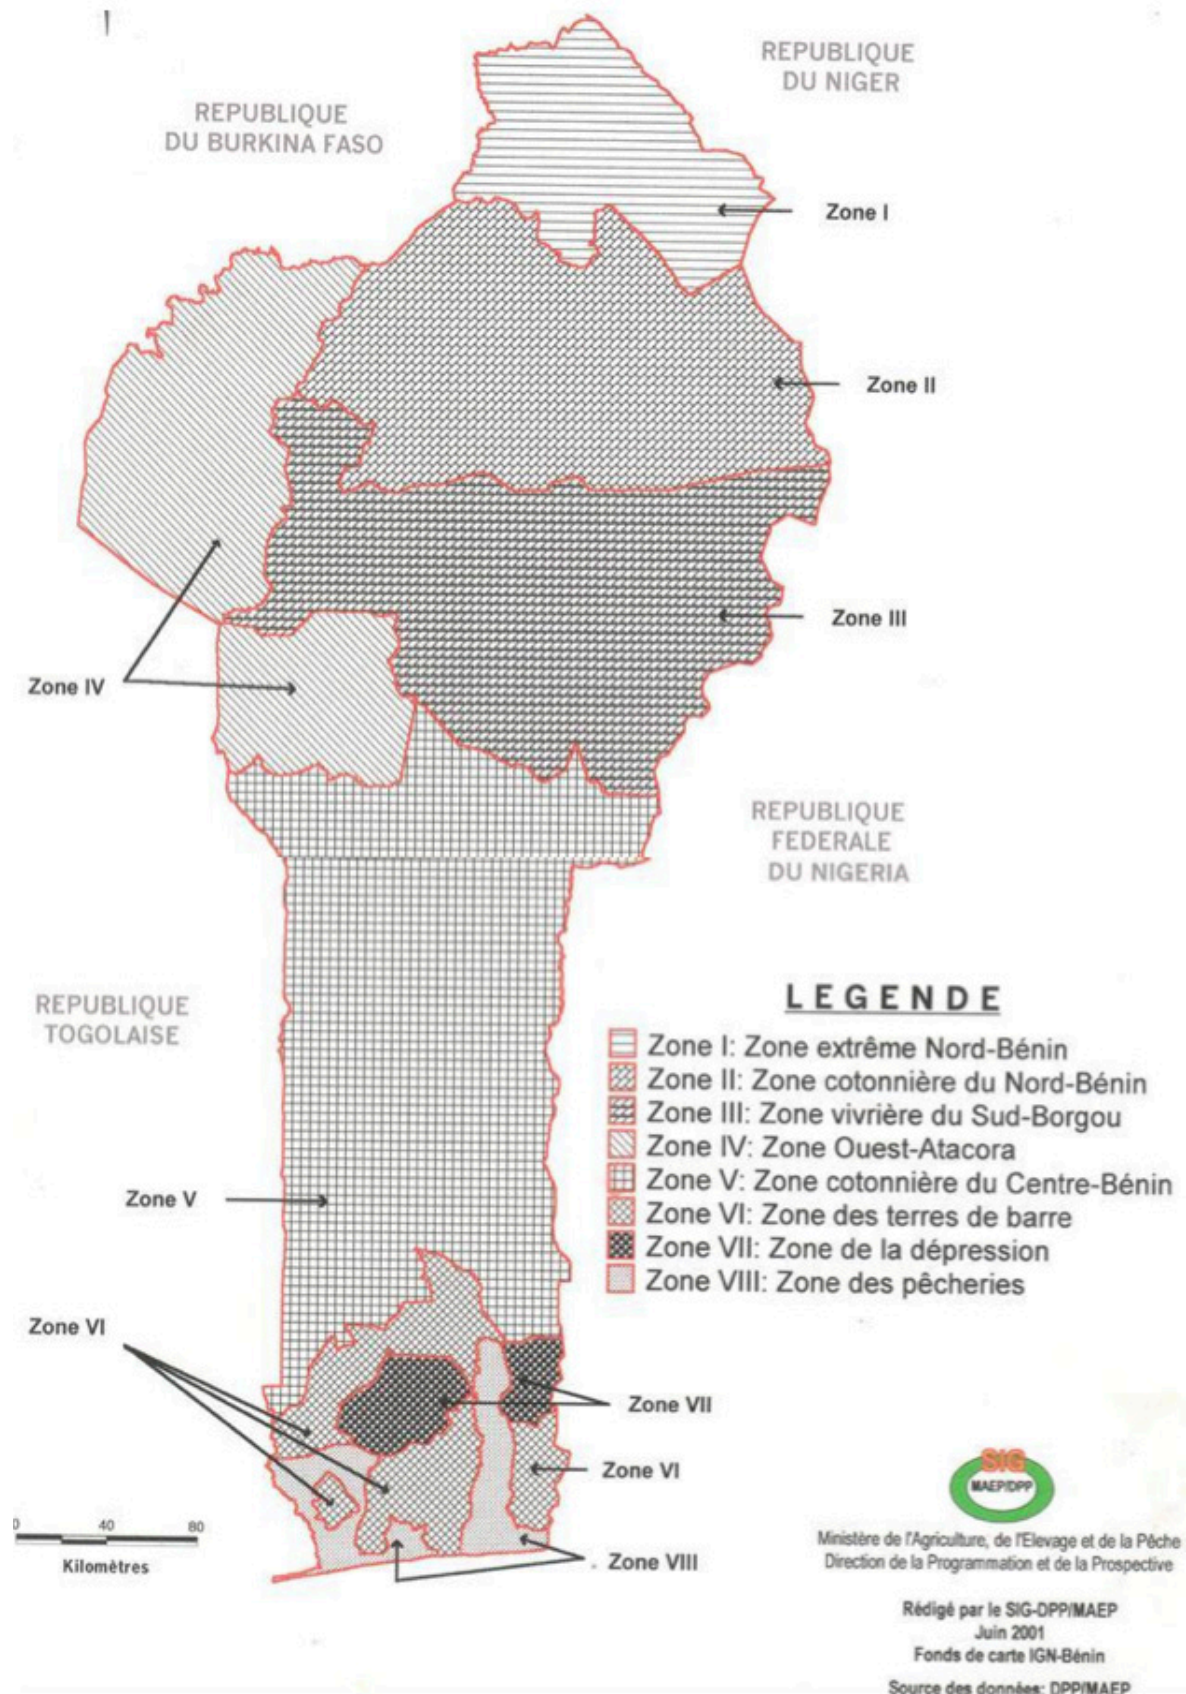 REPUBLIQUE
DU NIGER
REPUBLIQUE
DU BURKINA FASO
Zone I
Zone II
Zone III
Zone IV
REPUBLIQUE
FEDERALE
DU NIGERIA
REPUBLIQUE
TOGOLAISE
LEGENDE
Zone I: Zone extrême Nord-Bénin
Zone II: Zone cotonnière du Nord-Bénin
Zone III: Zone vivrière du Sud-Borgou
Zone IV: Zone Ouest-Atacora
Zone V: Zone cotonnière du Centre-Bénin
Zone VI: Zone des terres de barre
Zone VII: Zone de la dépression
Zone VIII: Zone des pêcheries
Zone V
Zone VI
Zone VII
Zone VI
Zone VIII
0 40 80
Kilomètres
SIG
MAEP/DPP
Ministère de l'Agriculture, de l'Elevage et de la Pêche
Direction de la Programmation et de la Prospective
Rédigé par le SIG-DPP/MAEP
Juin 2001
Fonds de carte IGN-Bénin
Source des données: DPP/MAEP